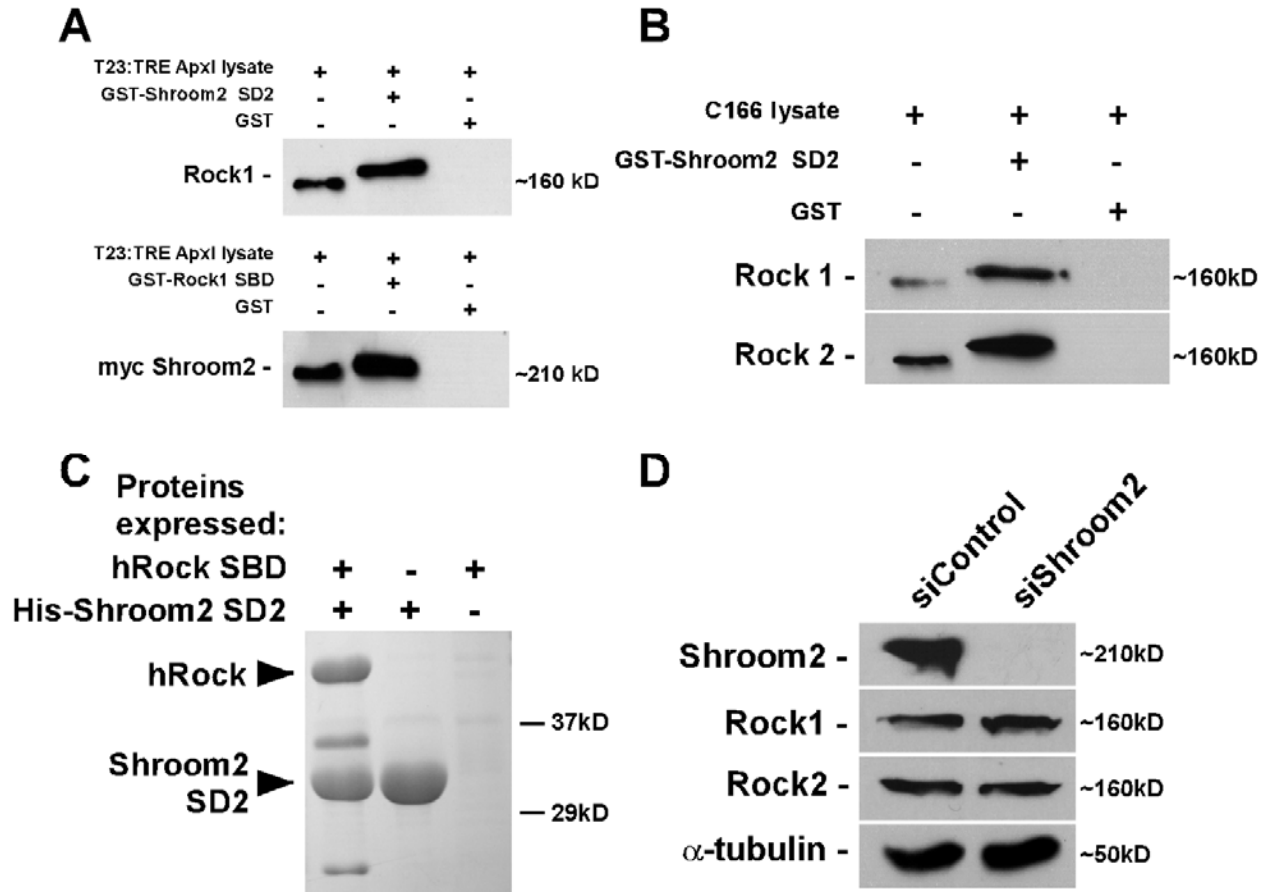 A
T23:TRE ApxI lysate + + +
GST-Shroom2 SD2 - + -
GST - - +
Rock1 - ~160 kD
T23:TRE ApxI lysate + + +
GST-Rock1 SBD - + -
GST - - +
myc Shroom2 - ~210 kD
B
C166 lysate + + +
GST-Shroom2 SD2 - + -
GST - - +
Rock 1 - ~160kD
Rock 2 - ~160kD
C
Proteins
expressed:
hRock SBD + - +
His-Shroom2 SD2 + + -
hRock
37kD
Shroom2
SD2
29kD
D
siControl siShroom2
Shroom2 - ~210kD
Rock1 - ~160kD
Rock2 - ~160kD
α-tubulin - ~50kD